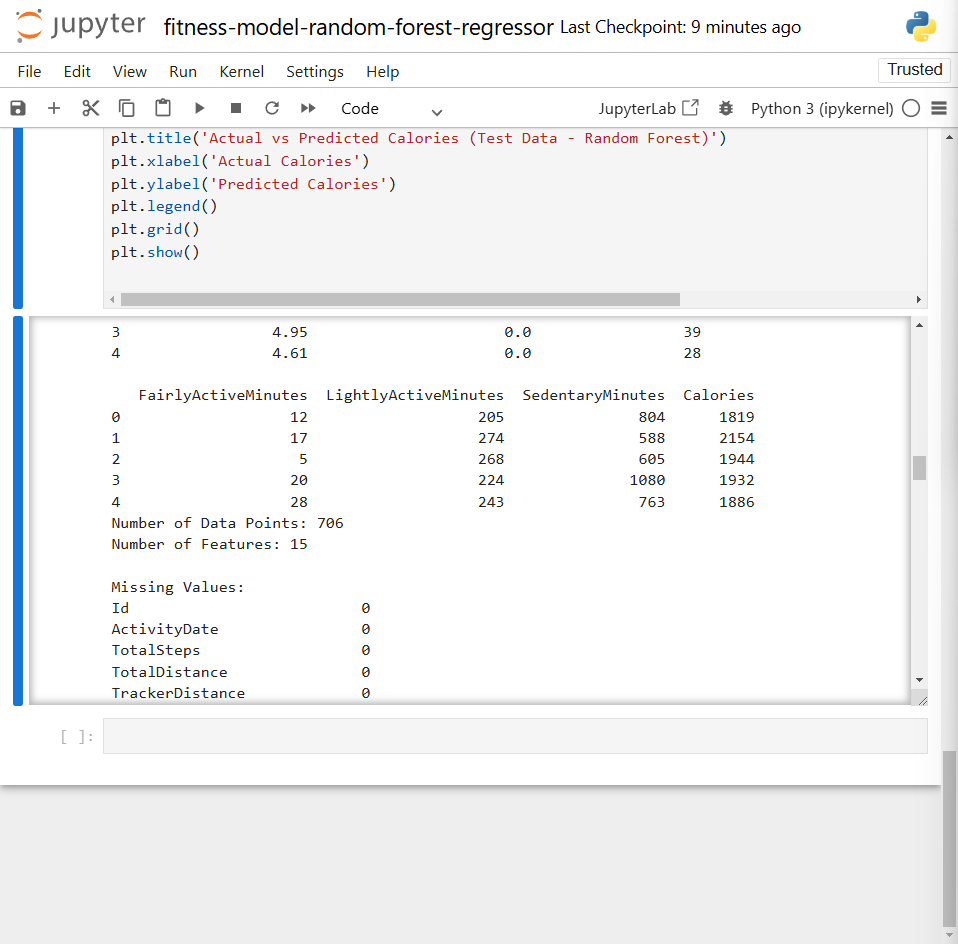 jupyter fitness-model-random-forest-regressor Last Checkpoint: 9 minutes ago
File Edit View Run Kernel Settings Help Trusted
Code JupyterLab Python 3 (ipykernel)
plt.title('Actual vs Predicted Calories (Test Data - Random Forest)')
plt.xlabel('Actual Calories')
plt.ylabel('Predicted Calories')
plt.legend()
plt.grid()
plt.show()
3 4.95 0.0 39
4 4.61 0.0 28
FairlyActiveMinutes LightlyActiveMinutes SedentaryMinutes Calories
0 12 205 804 1819
1 17 274 588 2154
2 5 268 605 1944
3 20 224 1080 1932
4 28 243 763 1886
Number of Data Points: 706
Number of Features: 15
Missing Values:
Id 0
ActivityDate 0
TotalSteps 0
TotalDistance 0
TrackerDistance 0
[ ]: